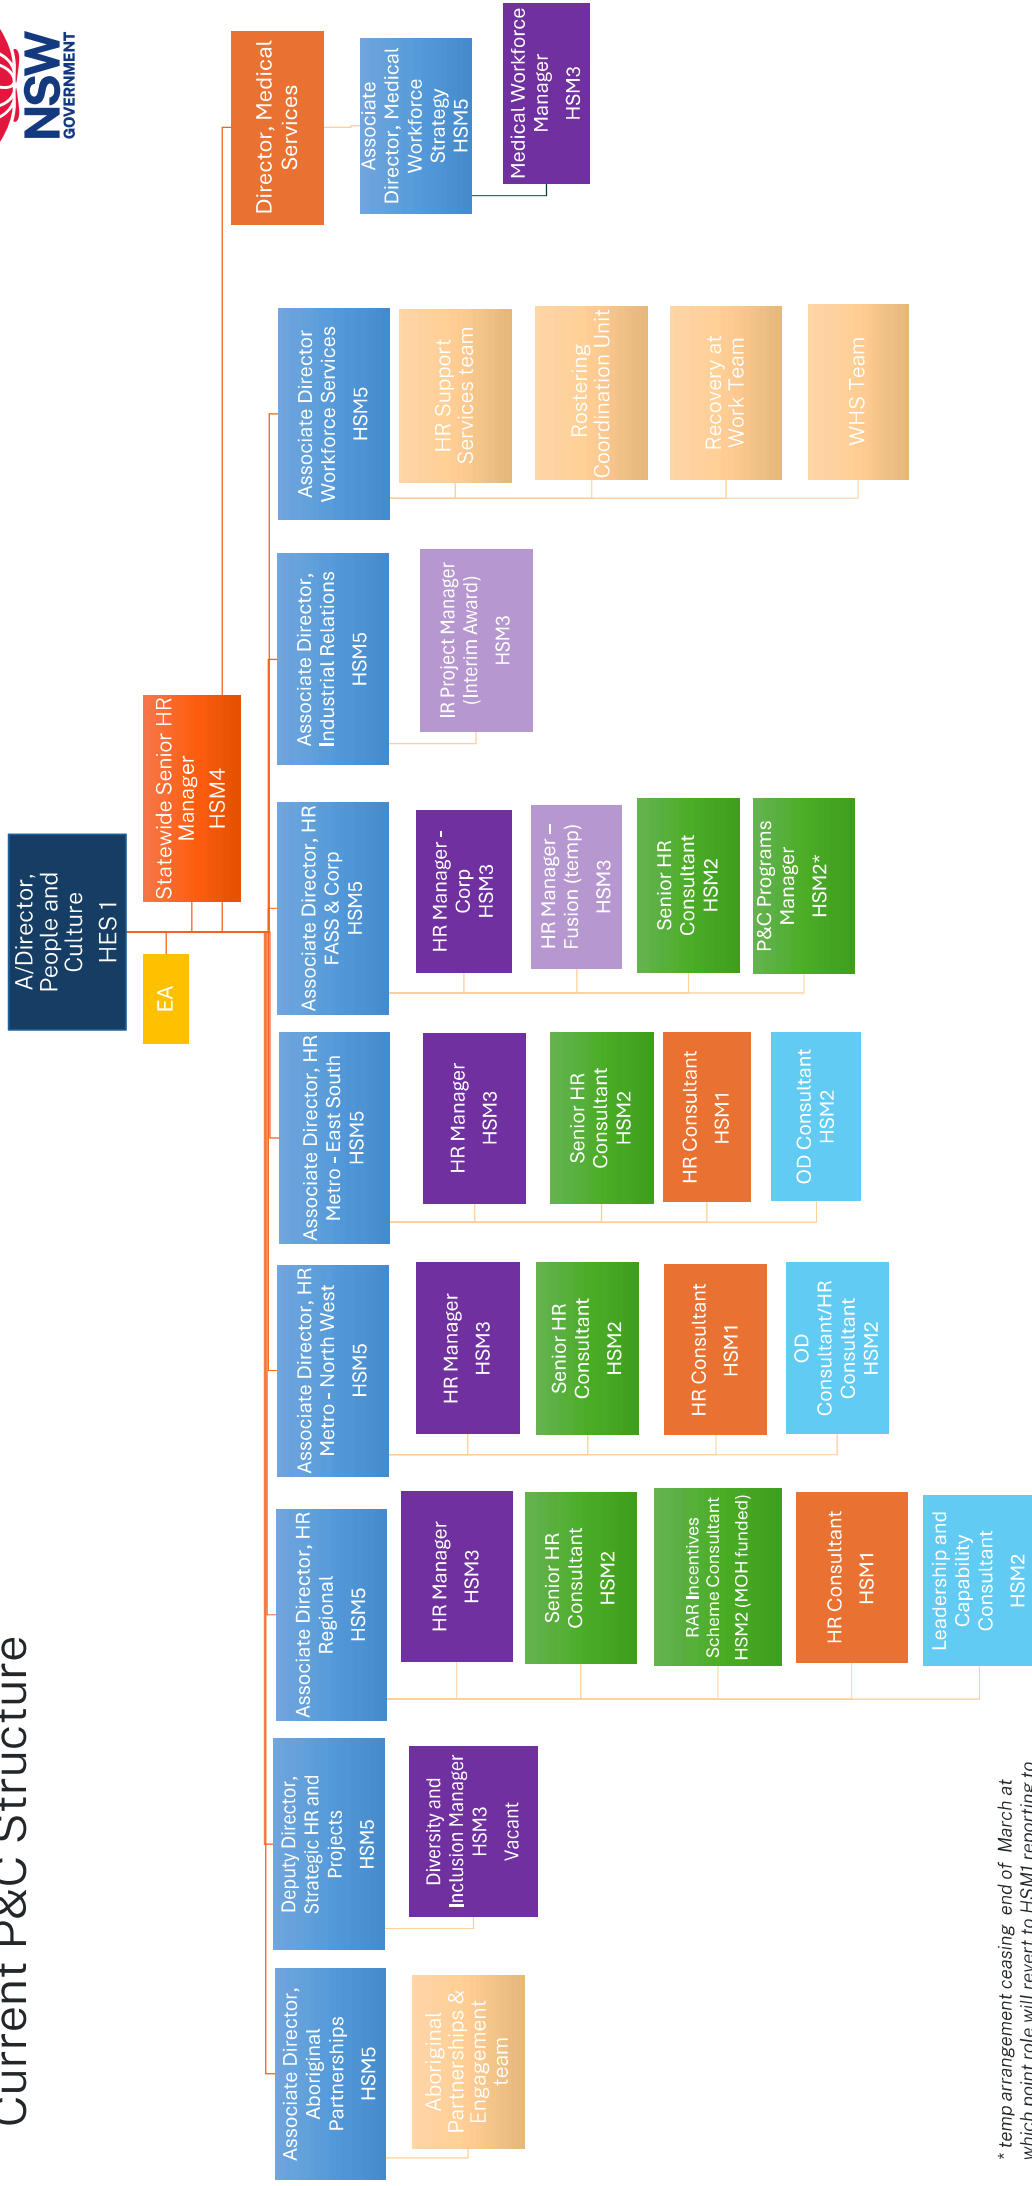 Current P&C Structure
NSW
GOVERNMENT
A/Director,
People and
Culture
HES 1
EA
Statewide Senior HR
Manager
HSM4
Associate Director,
Aboriginal
Partnerships
HSM5
Aboriginal
Partnerships &
Engagement
team
Deputy Director,
Strategic HR and
Projects
HSM5
Diversity and
Inclusion Manager
HSM3
Vacant
Associate Director, HR
Regional
HSM5
HR Manager
HSM3
Senior HR
Consultant
HSM2
RAR Incentives
Scheme Consultant
HSM2 (MOH funded)
HR Consultant
HSM1
Leadership and
Capability
Consultant
HSM2
Associate Director, HR
Metro - North West
HSM5
HR Manager
HSM3
Senior HR
Consultant
HSM2
HR Consultant
HSM1
OD
Consultant/HR
Consultant
HSM2
Associate Director, HR
Metro - East South
HSM5
HR Manager
HSM3
Senior HR
Consultant
HSM2
HR Consultant
HSM1
OD Consultant
HSM2
Associate Director, HR
FASS & Corp
HSM5
HR Manager -
Corp
HSM3
HR Manager –
Fusion (temp)
HSM3
Senior HR
Consultant
HSM2
P&C Programs
Manager
HSM2*
Associate Director,
Industrial Relations
HSM5
IR Project Manager
(Interim Award)
HSM3
Associate Director
Workforce Services
HSM5
HR Support
Services team
Rostering
Coordination Unit
Recovery at
Work Team
WHS Team
Director, Medical
Services
Associate
Director, Medical
Workforce
Strategy
HSM5
Medical Workforce
Manager
HSM3
* temp arrangement ceasing end of March at
which point role will revert to HSM1 reporting to